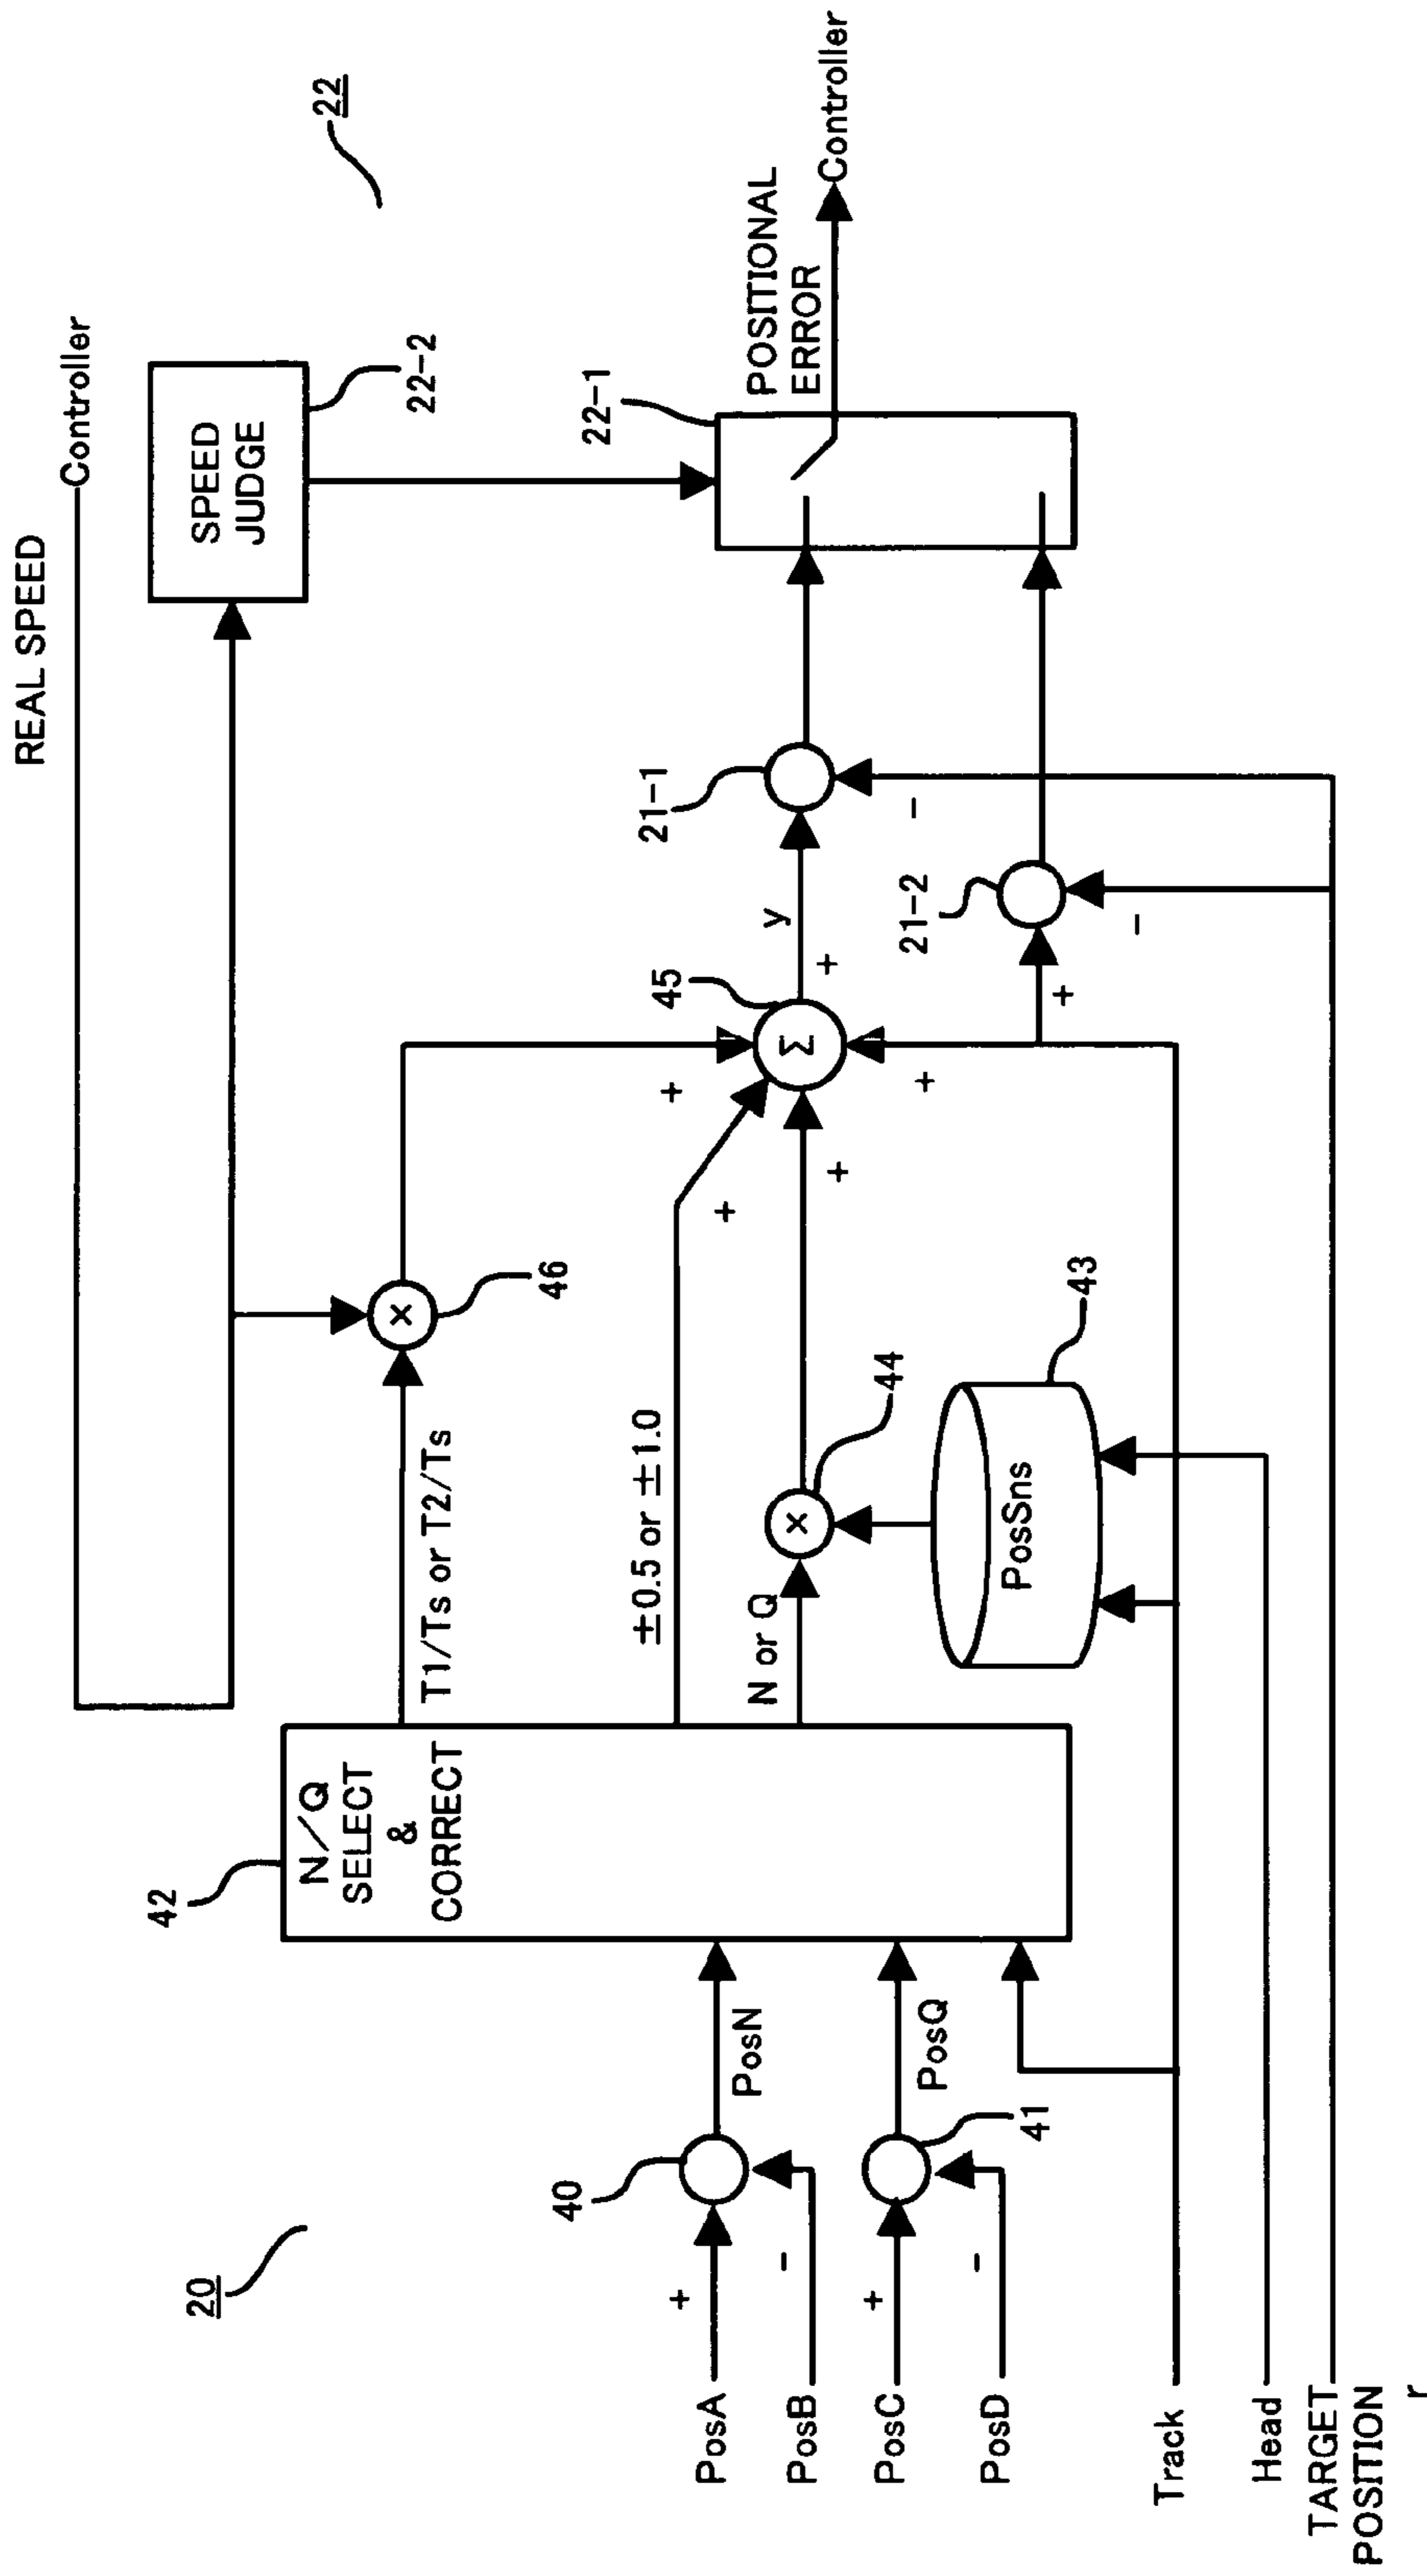 REAL SPEED
Controller
22
SPEED
JUDGE
22-2
T1/Ts or T2/Ts
46
22-1
POSITIONAL
ERROR
Controller
20
42
N/Q
SELECT
&
CORRECT
±0.5 or ±1.0
+
+
45
Σ
y
+
21-1
-
PosA
+
40
PosN
PosB
-
N or Q
×
44
+
×
+
PosC
+
41
PosQ
PosD
-
PosSns
43
21-2
+
-
Track
Head
TARGET
POSITION
r